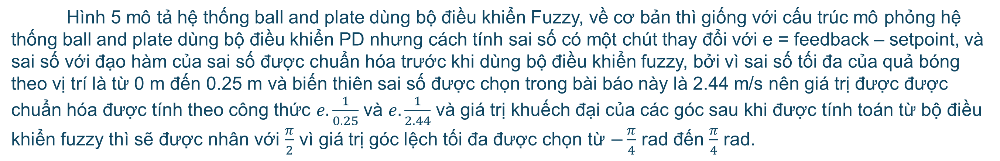 Hình 5 mô tả hệ thống ball and plate dùng bộ điều khiển Fuzzy, về cơ bản thì giống với cấu trúc mô phỏng hệ
thống ball and plate dùng bộ điều khiển PD nhưng cách tính sai số có một chút thay đổi với e = feedback – setpoint, và
sai số với đạo hàm của sai số được chuẩn hóa trước khi dùng bộ điều khiển fuzzy, bởi vì sai số tối đa của quả bóng
theo vị trí là từ 0 m đến 0.25 m và biến thiên sai số được chọn trong bài báo này là 2.44 m/s nên giá trị được được
chuẩn hóa được tính theo công thức $e.\frac{1}{0.25}$ và $e.\frac{1}{2.44}$ và giá trị khuếch đại của các góc sau khi được tính toán từ bộ điều
khiển fuzzy thì sẽ được nhân với $\frac{\pi}{2}$ vì giá trị góc lệch tối đa được chọn từ $-\frac{\pi}{4}$ rad đến $\frac{\pi}{4}$ rad.